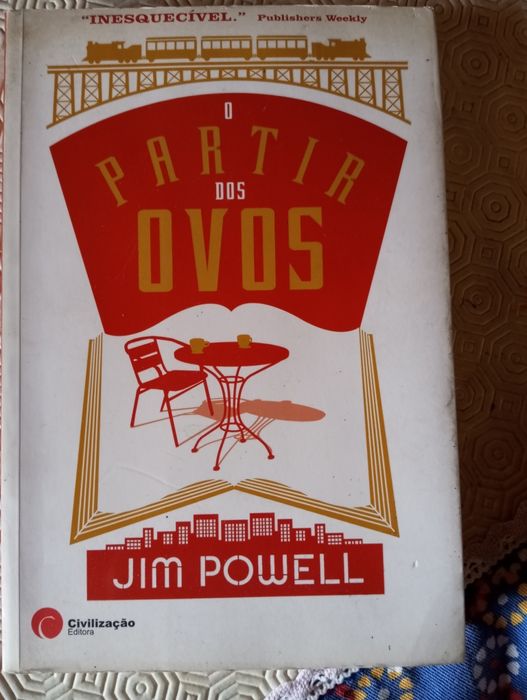 “INESQUECÍVEL.” Publishers Weekly
O
PARTIR
DOS
OVOS
JIM POWELL
Civilização
Editora